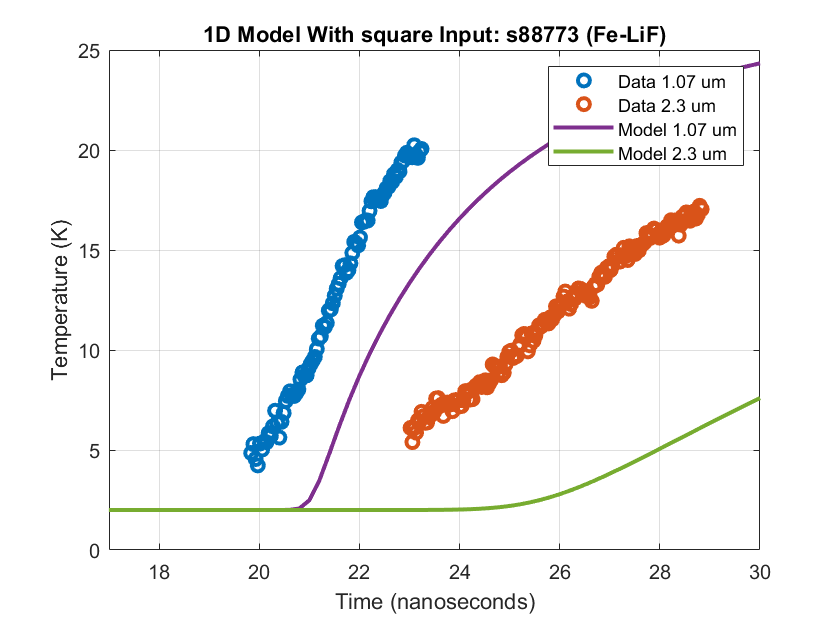 1D Model With square Input: s88773 (Fe-LiF)
25
20
15
10
5
0
Temperature (K)
Data 1.07 um
Data 2.3 um
Model 1.07 um
Model 2.3 um
18 20 22 24 26 28 30
Time (nanoseconds)